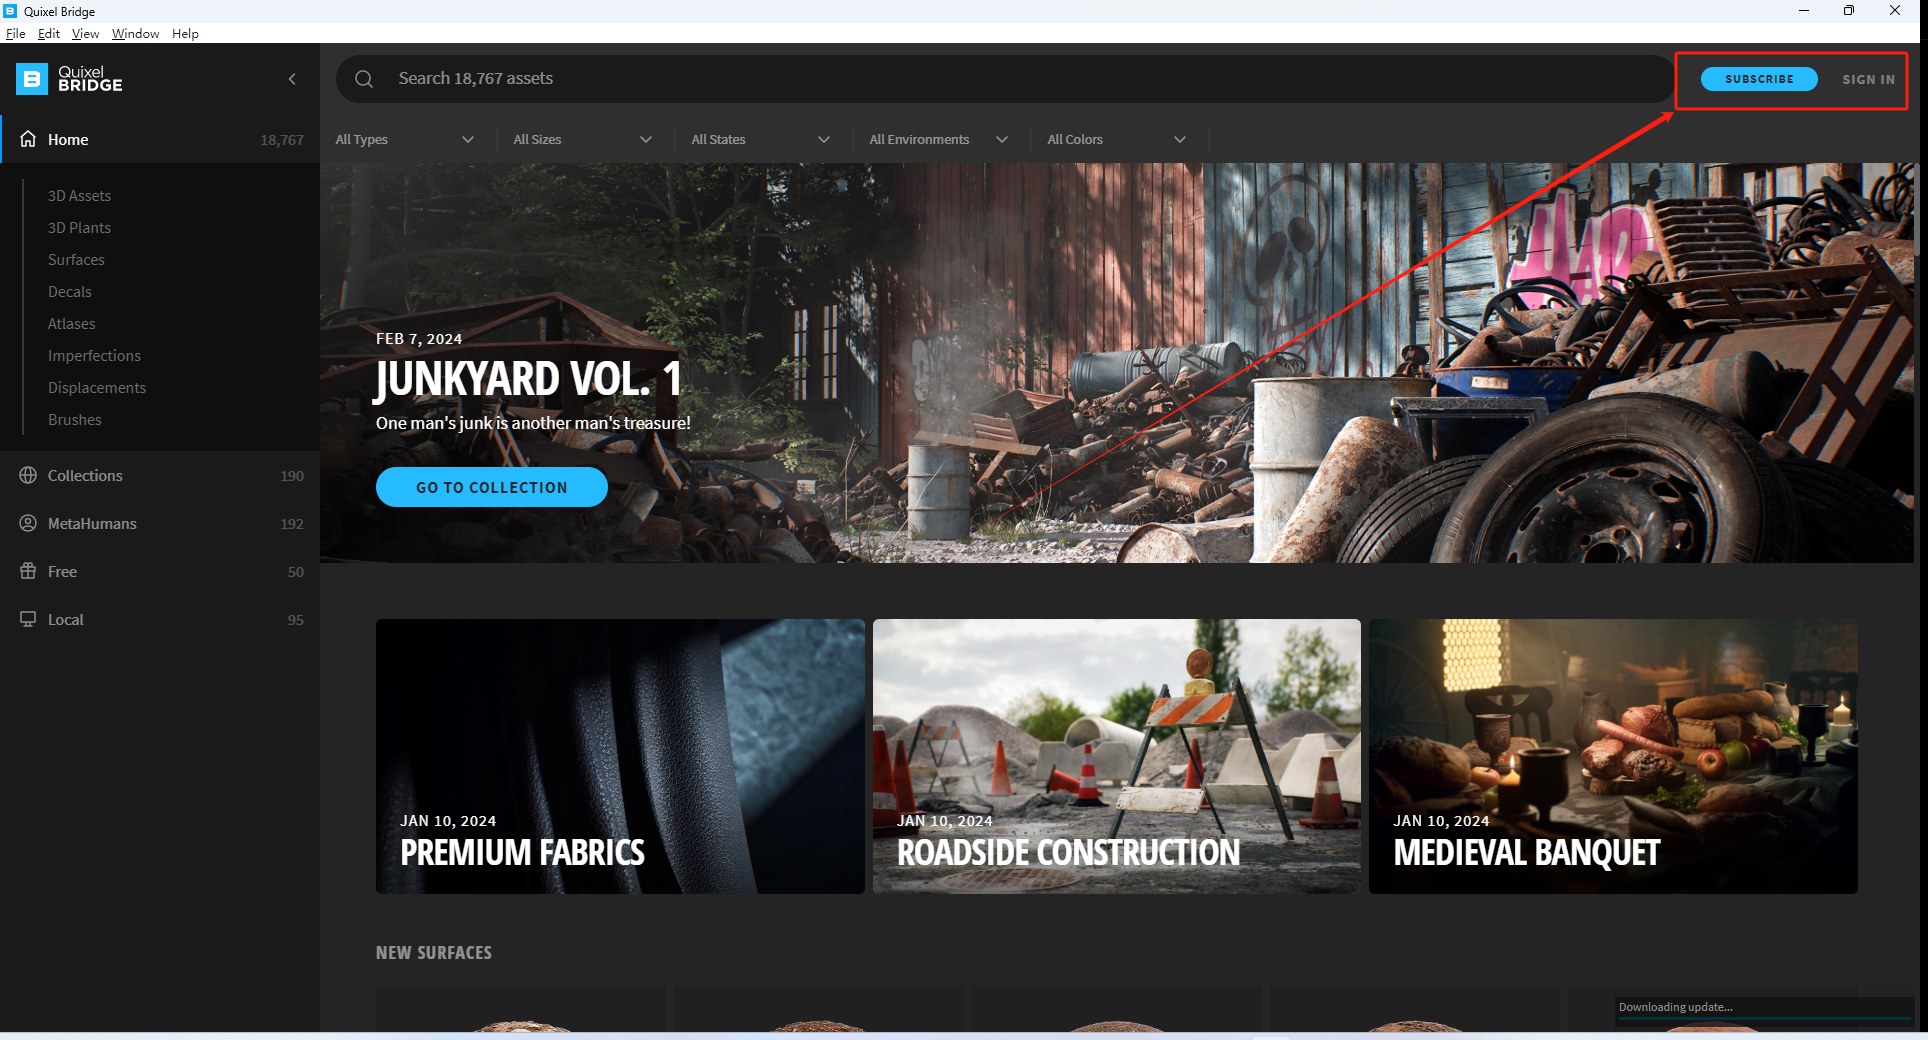 Quixel Bridge
File Edit View Window Help
Quixel
BRIDGE
Search 18,767 assets
SUBSCRIBE
SIGN IN
Home 18,767
All Types
All Sizes
All States
All Environments
All Colors
3D Assets
3D Plants
Surfaces
Decals
Atlases
Imperfections
Displacements
Brushes
Collections 190
MetaHumans 192
Free 50
Local 95
FEB 7, 2024
JUNKYARD VOL. 1
One man's junk is another man's treasure!
GO TO COLLECTION
JAN 10, 2024
PREMIUM FABRICS
JAN 10, 2024
ROADSIDE CONSTRUCTION
JAN 10, 2024
MEDIEVAL BANQUET
NEW SURFACES
Downloading update...